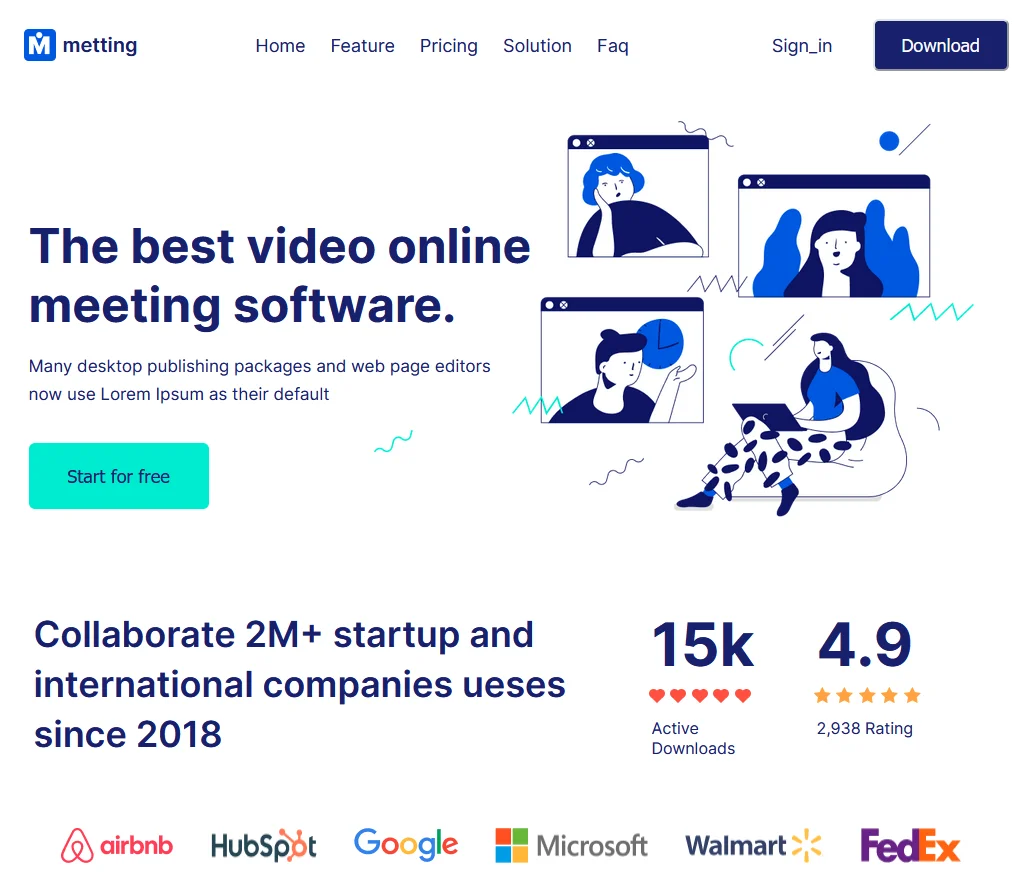 M metting
Home Feature Pricing Solution Faq
Sign_in Download
The best video online
meeting software.
Many desktop publishing packages and web page editors
now use Lorem Ipsum as their default
Start for free
Collaborate 2M+ startup and
international companies ueses
since 2018
15k
Active
Downloads
4.9
2,938 Rating
airbnb HubSpot Google Microsoft Walmart FedEx